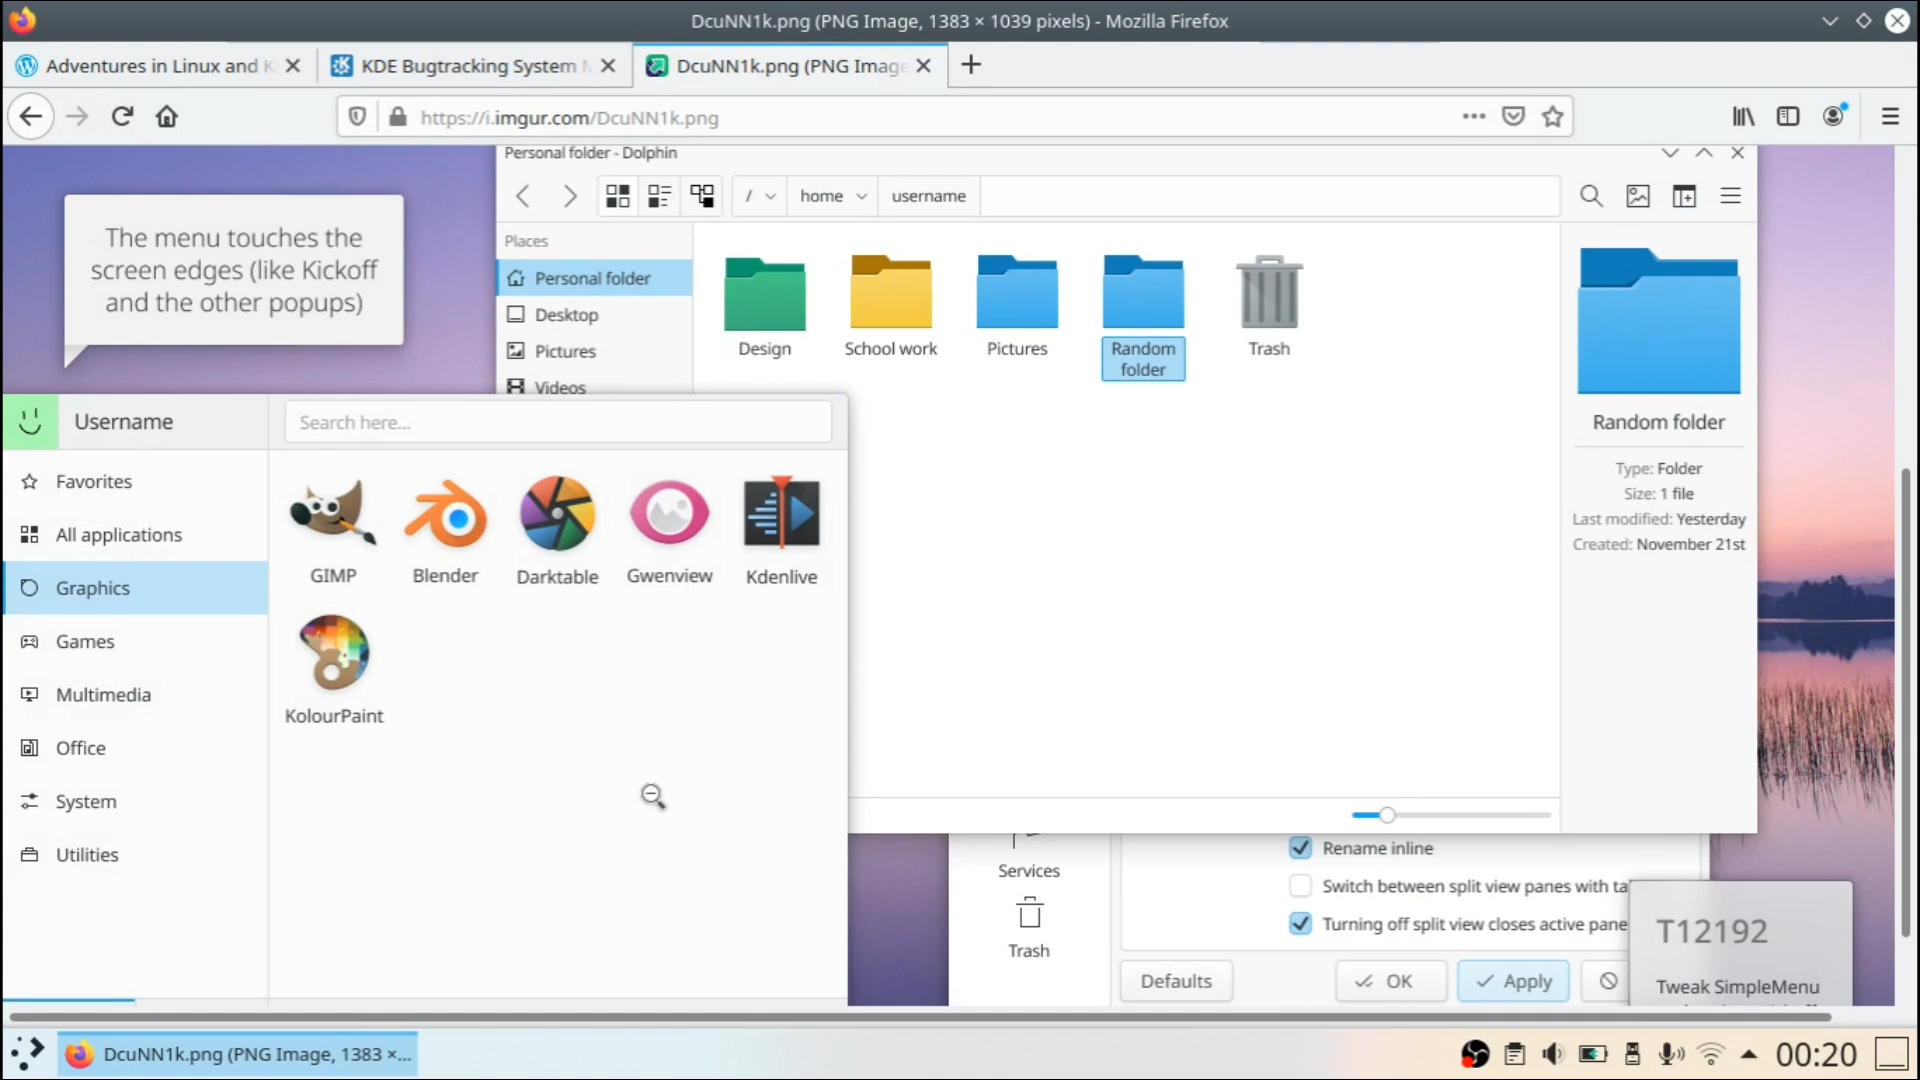 DcuNN1k.png (PNG Image, 1383 × 1039 pixels) - Mozilla Firefox
Adventures in Linux and K
KDE Bugtracking System M
DcuNN1k.png (PNG Image
https://i.imgur.com/DcuNN1k.png
Personal folder - Dolphin
/ home username
The menu touches the
screen edges (like Kickoff
and the other popups)
Places
Personal folder
Desktop
Pictures
Videos
Design
School work
Pictures
Random
folder
Trash
Random folder
Type: Folder
Size: 1 file
Last modified: Yesterday
Created: November 21st
Username
Search here...
Favorites
All applications
Graphics
Games
Multimedia
Office
System
Utilities
GIMP
Blender
Darktable
Gwenview
Kdenlive
KolourPaint
Services
Trash
Rename inline
Switch between split view panes with ta
Turning off split view closes active pane
Defaults
OK
Apply
T12192
Tweak SimpleMenu
DcuNN1k.png (PNG Image, 1383 ×...
00:20